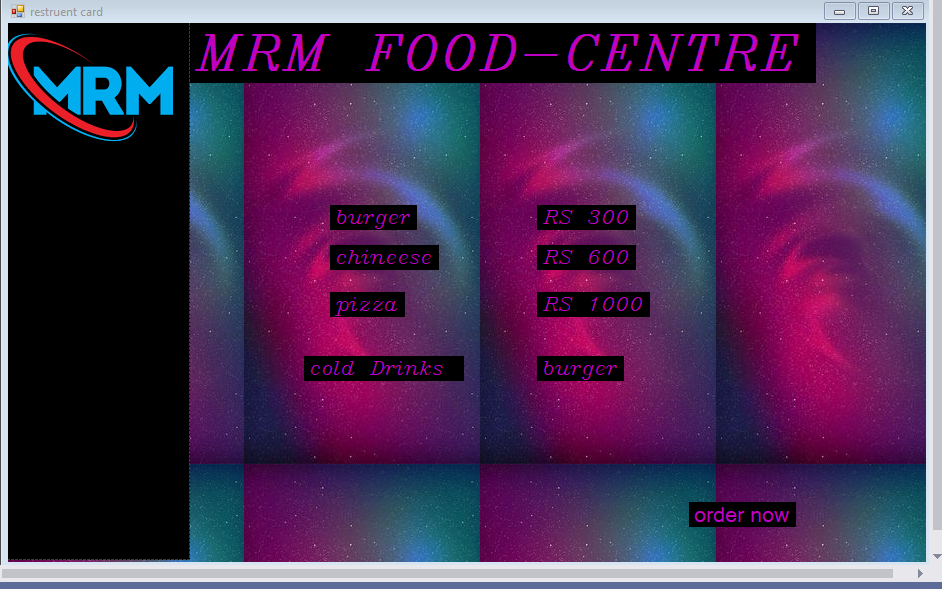 restruent card
MRM
MRM FOOD-CENTRE
burger RS 300
chineese RS 600
pizza RS 1000
cold Drinks burger
order now